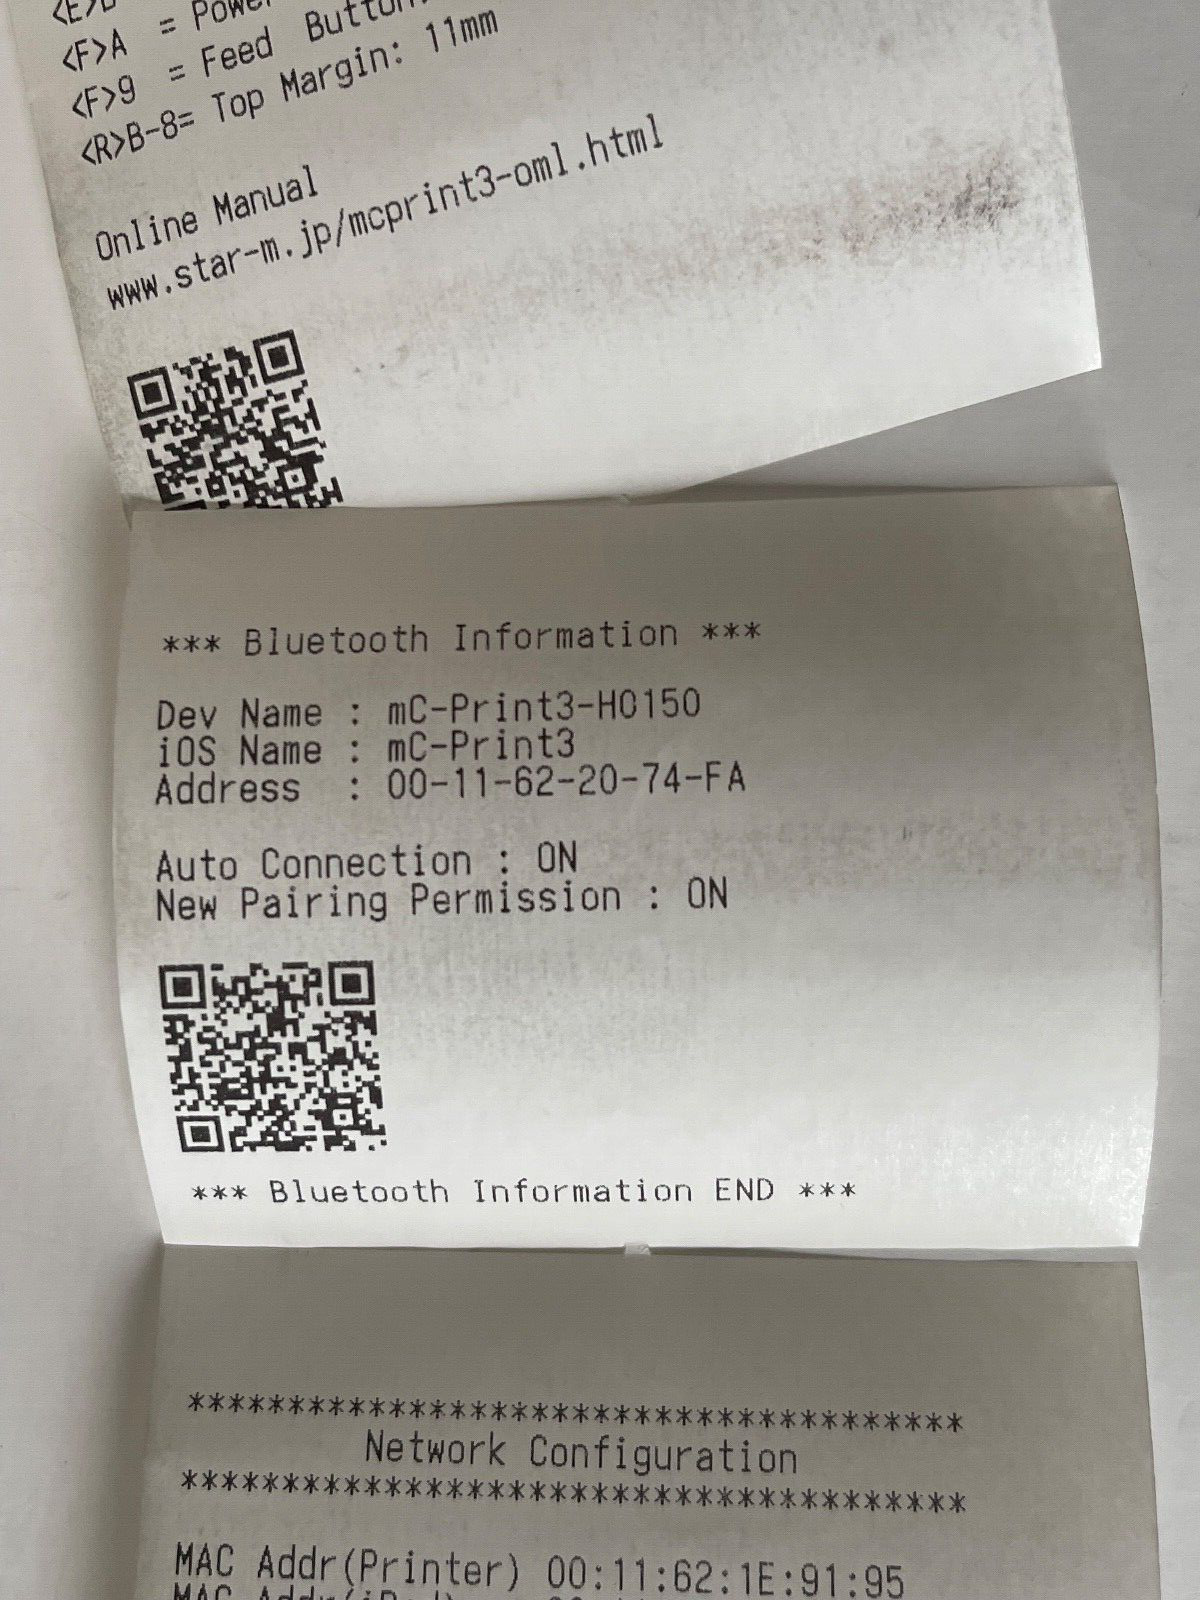 <F>A = Power
<F>9 = Feed Button
<R>B-8= Top Margin: 11mm
Online Manual
www.star-m.jp/mcprint3-oml.html
*** Bluetooth Information ***
Dev Name : mC-Print3-H0150
iOS Name : mC-Print3
Address : 00-11-62-20-74-FA
Auto Connection : ON
New Pairing Permission : ON
*** Bluetooth Information END ***
**************************************
Network Configuration
**************************************
MAC Addr(Printer) 00:11:62:1E:91:95
MAC